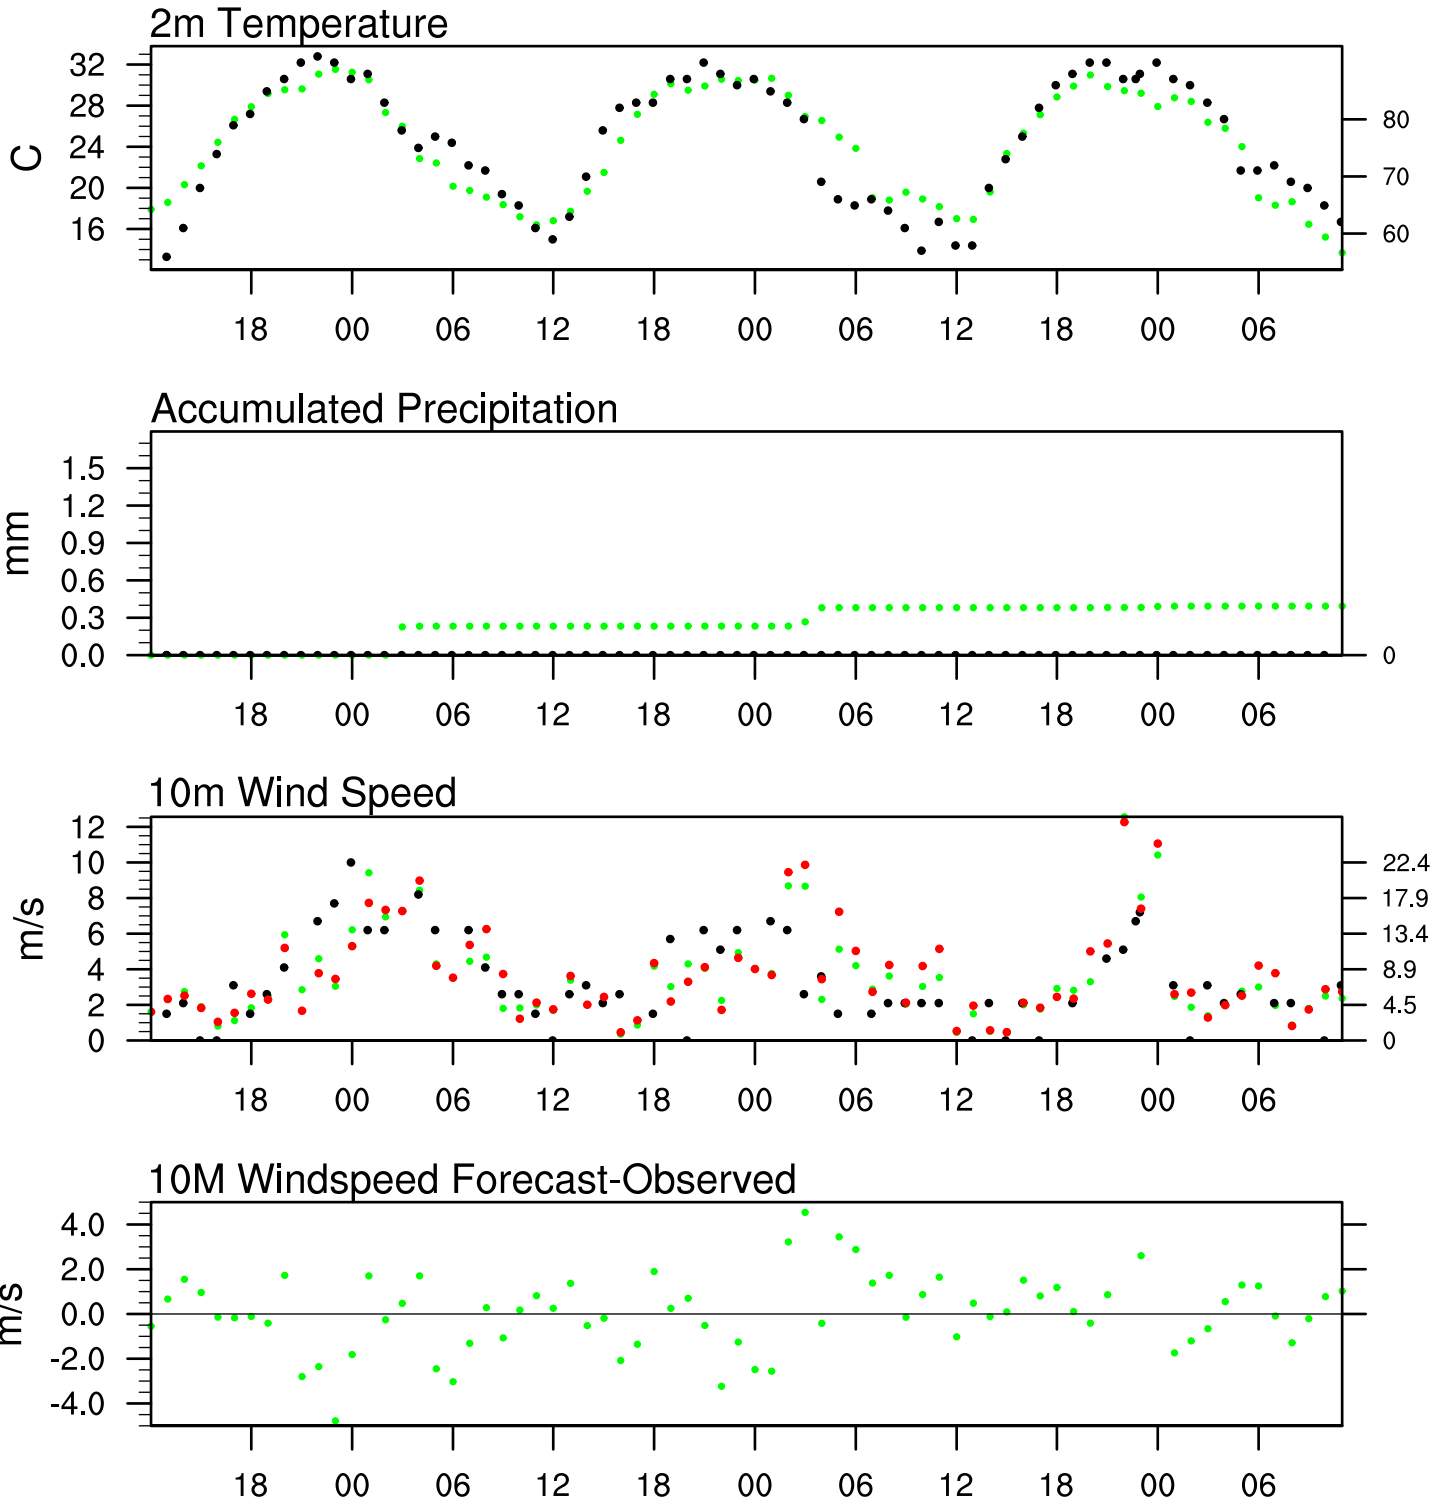 2m Temperature
32
28
24
20
16
C
80
70
60
18 00 06 12 18 00 06 12 18 00 06
Accumulated Precipitation
1.5
1.2
0.9
0.6
0.3
0.0
mm
0
18 00 06 12 18 00 06 12 18 00 06
10m Wind Speed
12
10
8
6
4
2
0
m/s
22.4
17.9
13.4
8.9
4.5
0
18 00 06 12 18 00 06 12 18 00 06
10M Windspeed Forecast-Observed
4.0
2.0
0.0
-2.0
-4.0
m/s
18 00 06 12 18 00 06 12 18 00 06